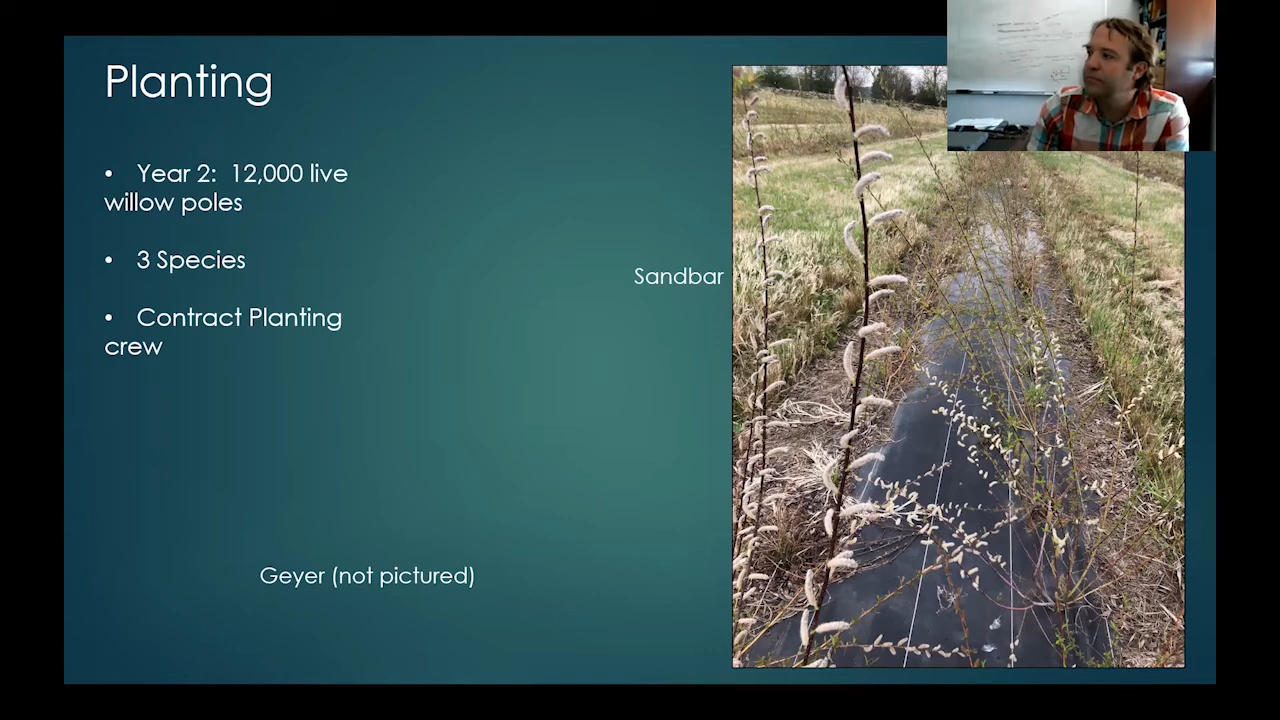 Planting
• Year 2: 12,000 live
willow poles
• 3 Species
• Contract Planting
crew
Sandbar
Geyer (not pictured)